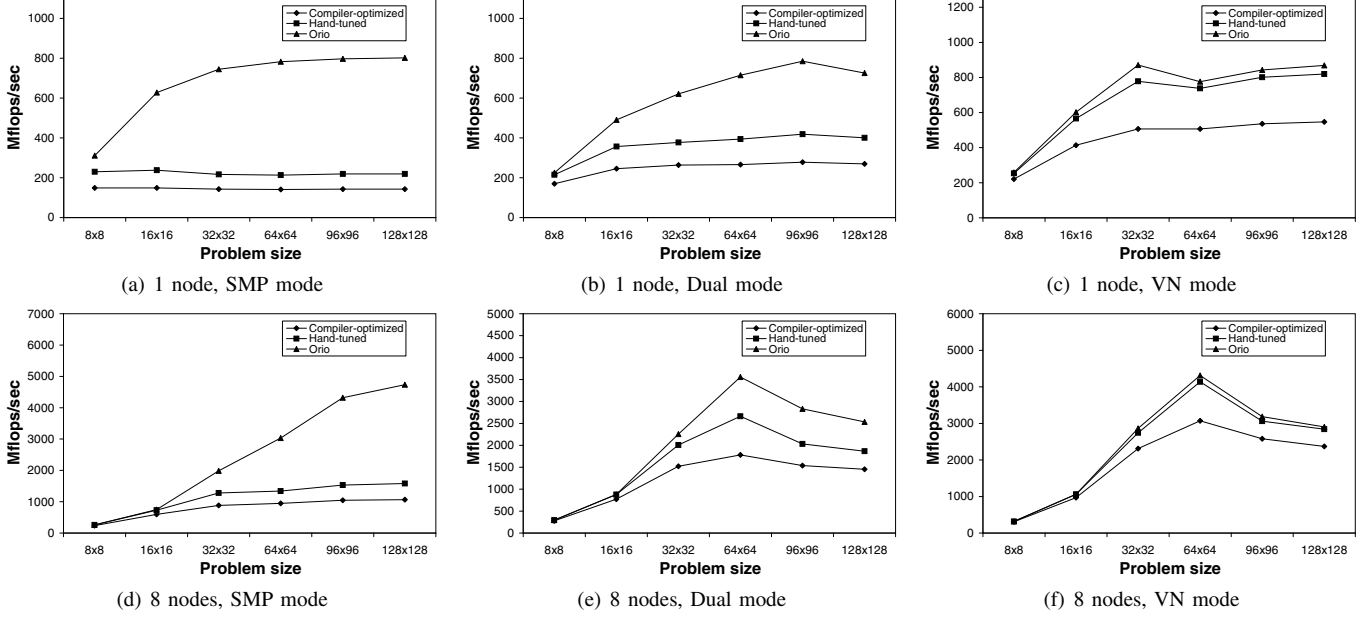 1000
800
600
400
200
0
Mflops/sec
Compiler-optimized
Hand-tuned
Orio
8x8 16x16 32x32 64x64 96x96 128x128
Problem size
(a) 1 node, SMP mode
1000
800
600
400
200
0
Mflops/sec
Compiler-optimized
Hand-tuned
Orio
8x8 16x16 32x32 64x64 96x96 128x128
Problem size
(b) 1 node, Dual mode
1200
1000
800
600
400
200
0
Mflops/sec
Compiler-optimized
Hand-tuned
Orio
8x8 16x16 32x32 64x64 96x96 128x128
Problem size
(c) 1 node, VN mode
7000
6000
5000
4000
3000
2000
1000
0
Mflops/sec
Compiler-optimized
Hand-tuned
Orio
8x8 16x16 32x32 64x64 96x96 128x128
Problem size
(d) 8 nodes, SMP mode
5000
4500
4000
3500
3000
2500
2000
1500
1000
500
0
Mflops/sec
Compiler-optimized
Hand-tuned
Orio
8x8 16x16 32x32 64x64 96x96 128x128
Problem size
(e) 8 nodes, Dual mode
6000
5000
4000
3000
2000
1000
0
Mflops/sec
Compiler-optimized
Hand-tuned
Orio
8x8 16x16 32x32 64x64 96x96 128x128
Problem size
(f) 8 nodes, VN mode